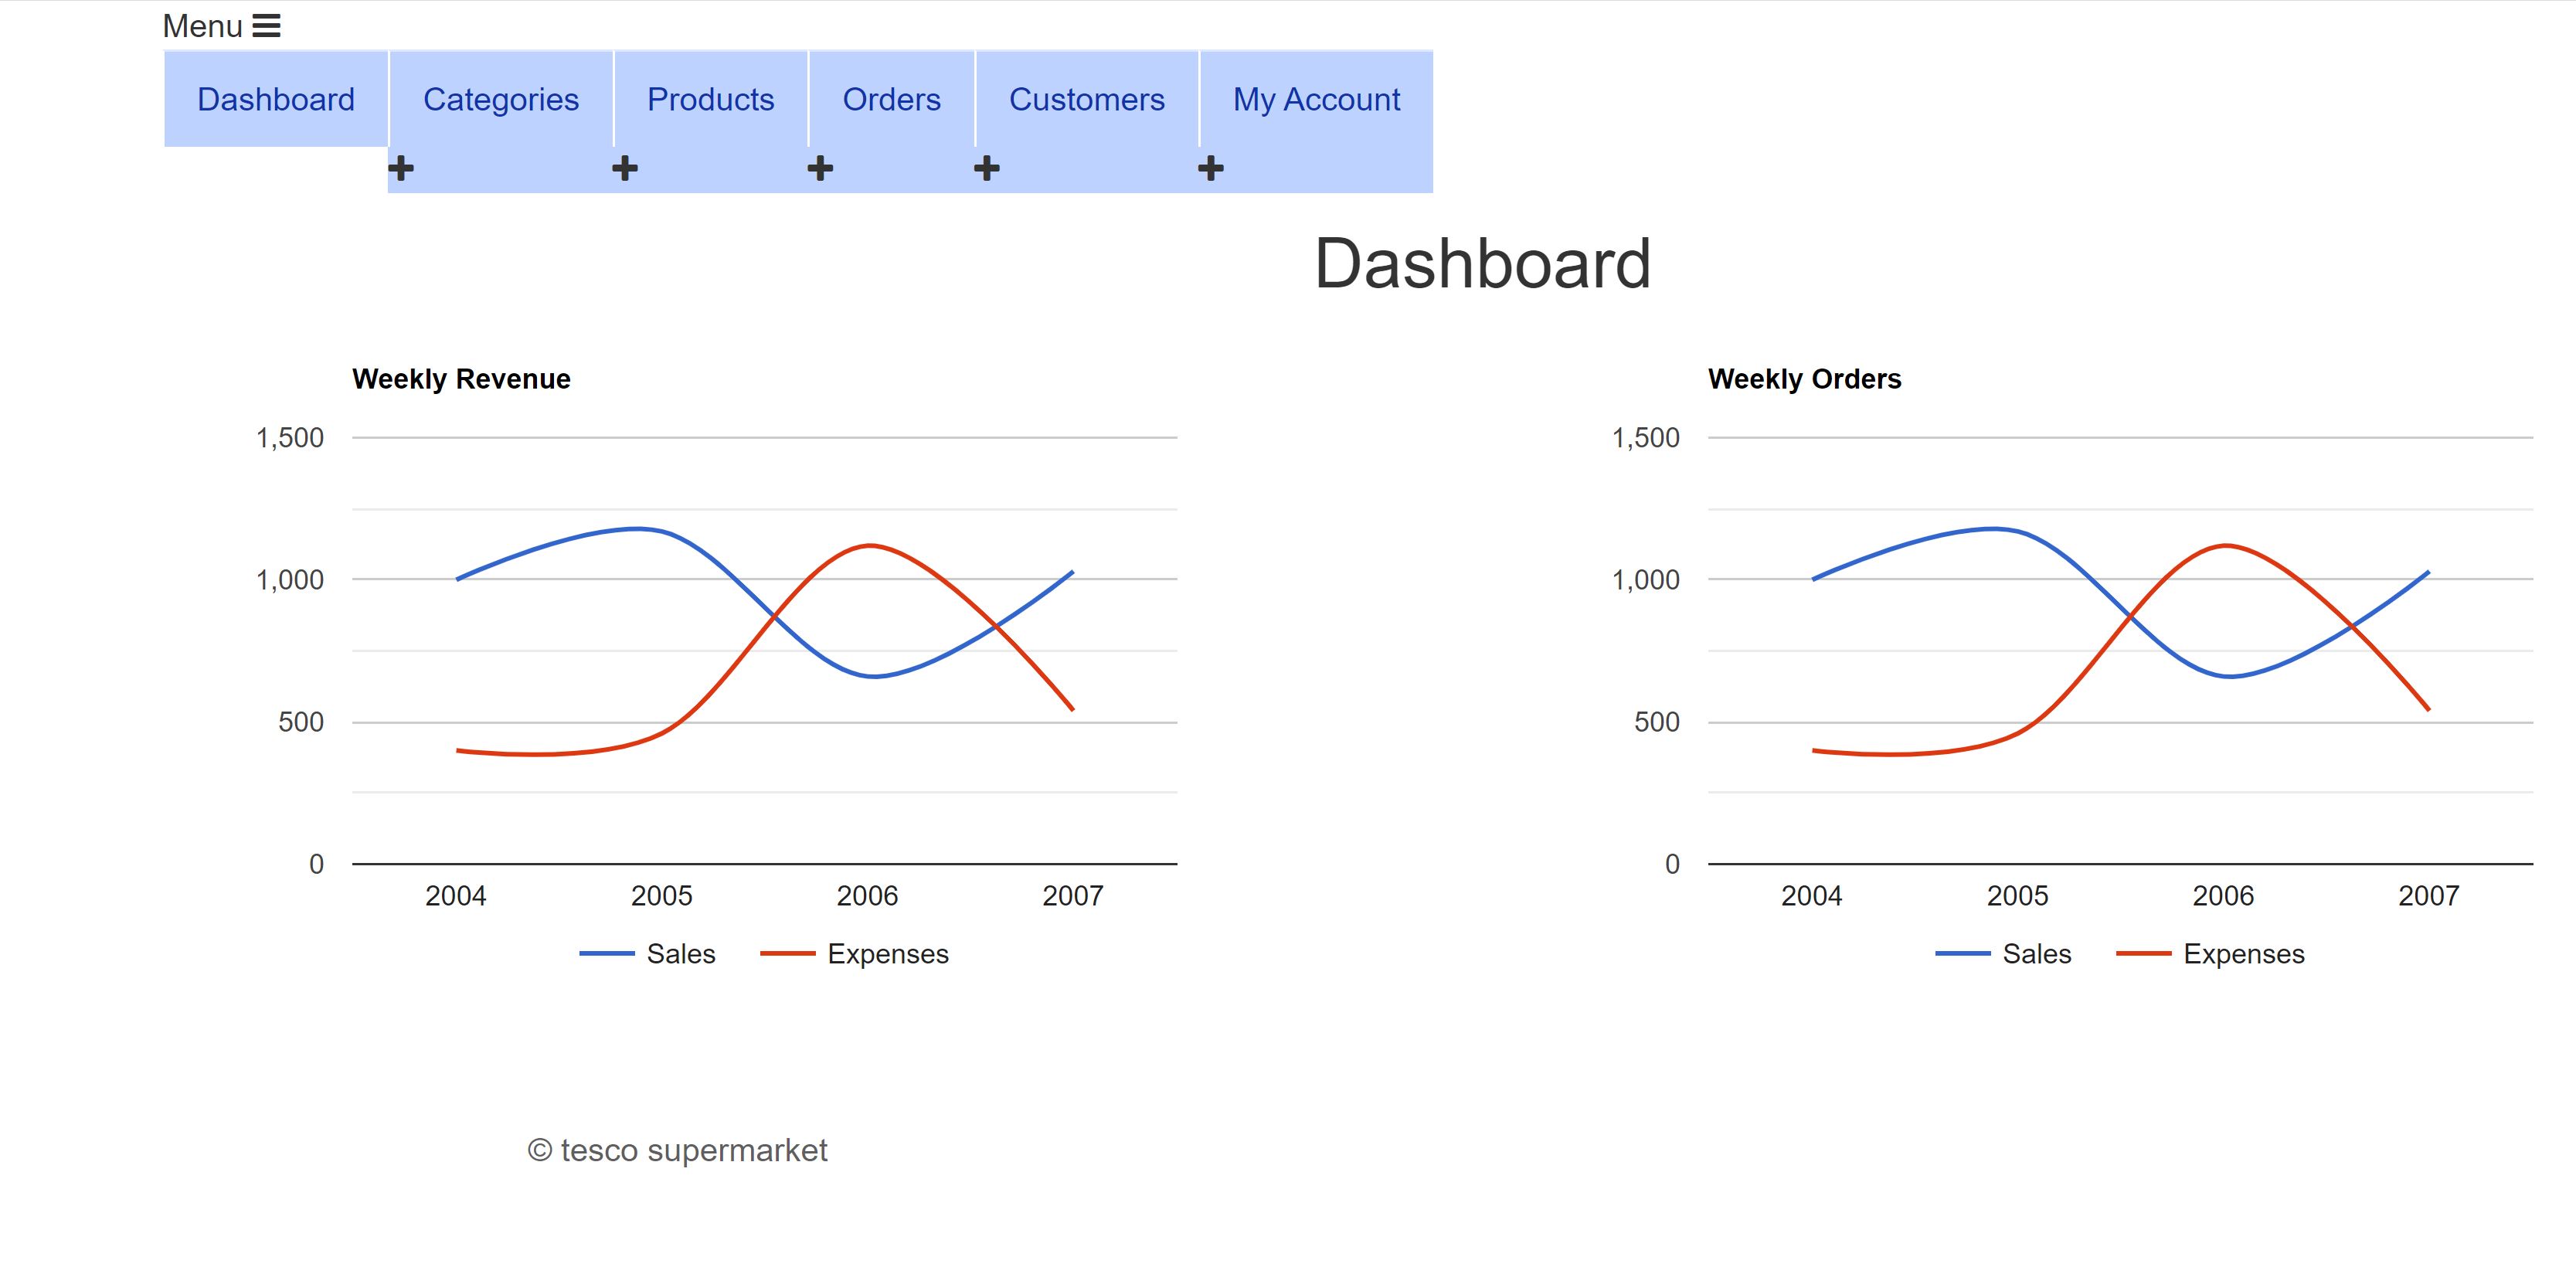 Menu
Dashboard Categories Products Orders Customers My Account
Dashboard
Weekly Revenue
1,500
1,000
500
0
2004 2005 2006 2007
Sales Expenses
Weekly Orders
1,500
1,000
500
0
2004 2005 2006 2007
Sales Expenses
© tesco supermarket